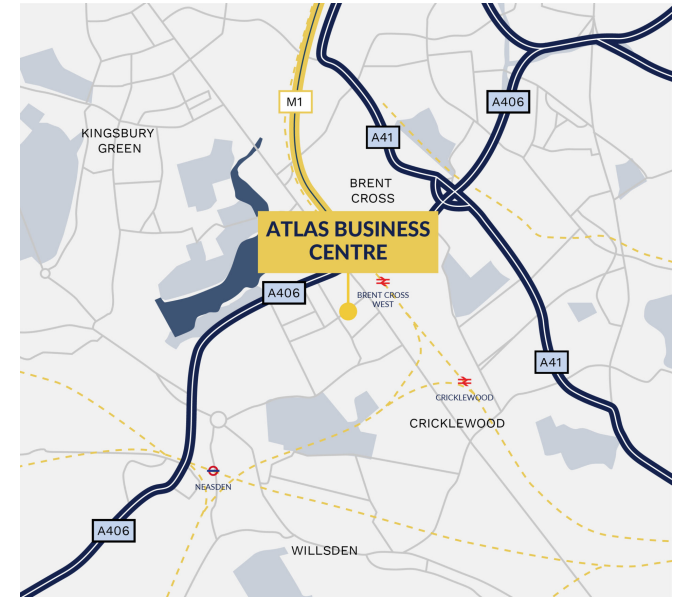 M1
A406
A41
KINGSBURY
GREEN
BRENT
CROSS
ATLAS BUSINESS
CENTRE
A406
BRENT CROSS
WEST
A41
CRICKLEWOOD
CRICKLEWOOD
NEASDEN
A406
WILLSDEN